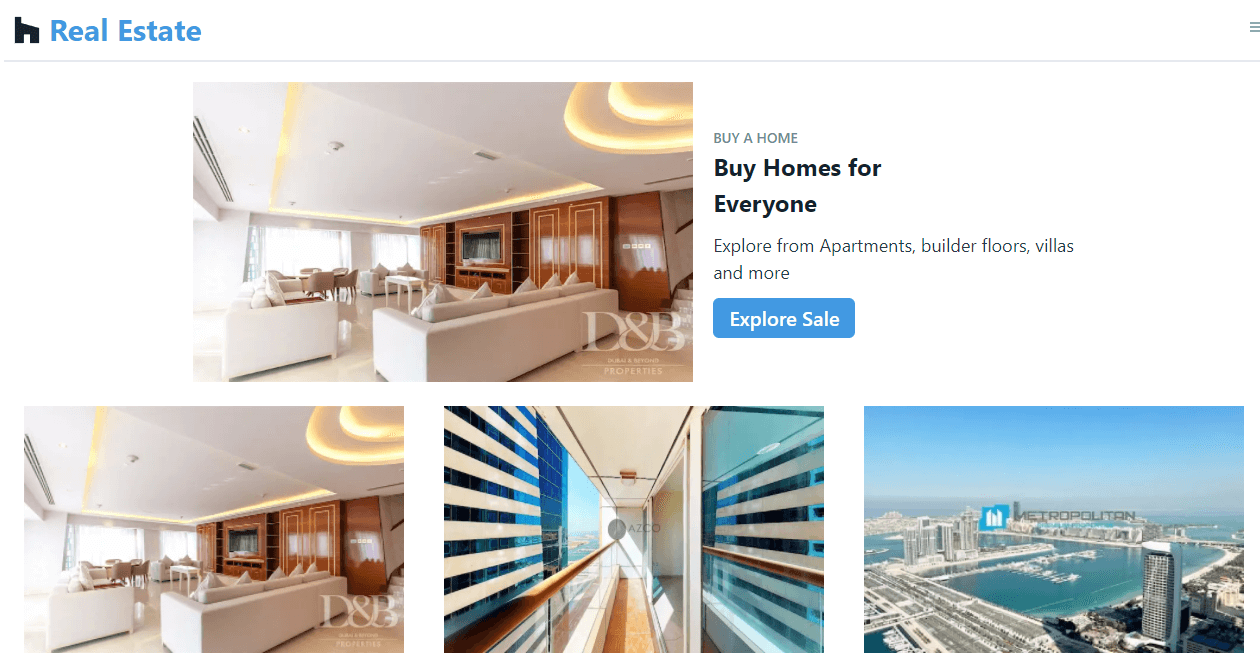 Real Estate
BUY A HOME
Buy Homes for
Everyone
Explore from Apartments, builder floors, villas
and more
Explore Sale
D&B
DUBAI & BEYOND
PROPERTIES
D&B
DUBAI & BEYOND
PROPERTIES
AZCO
METROPOLITAN